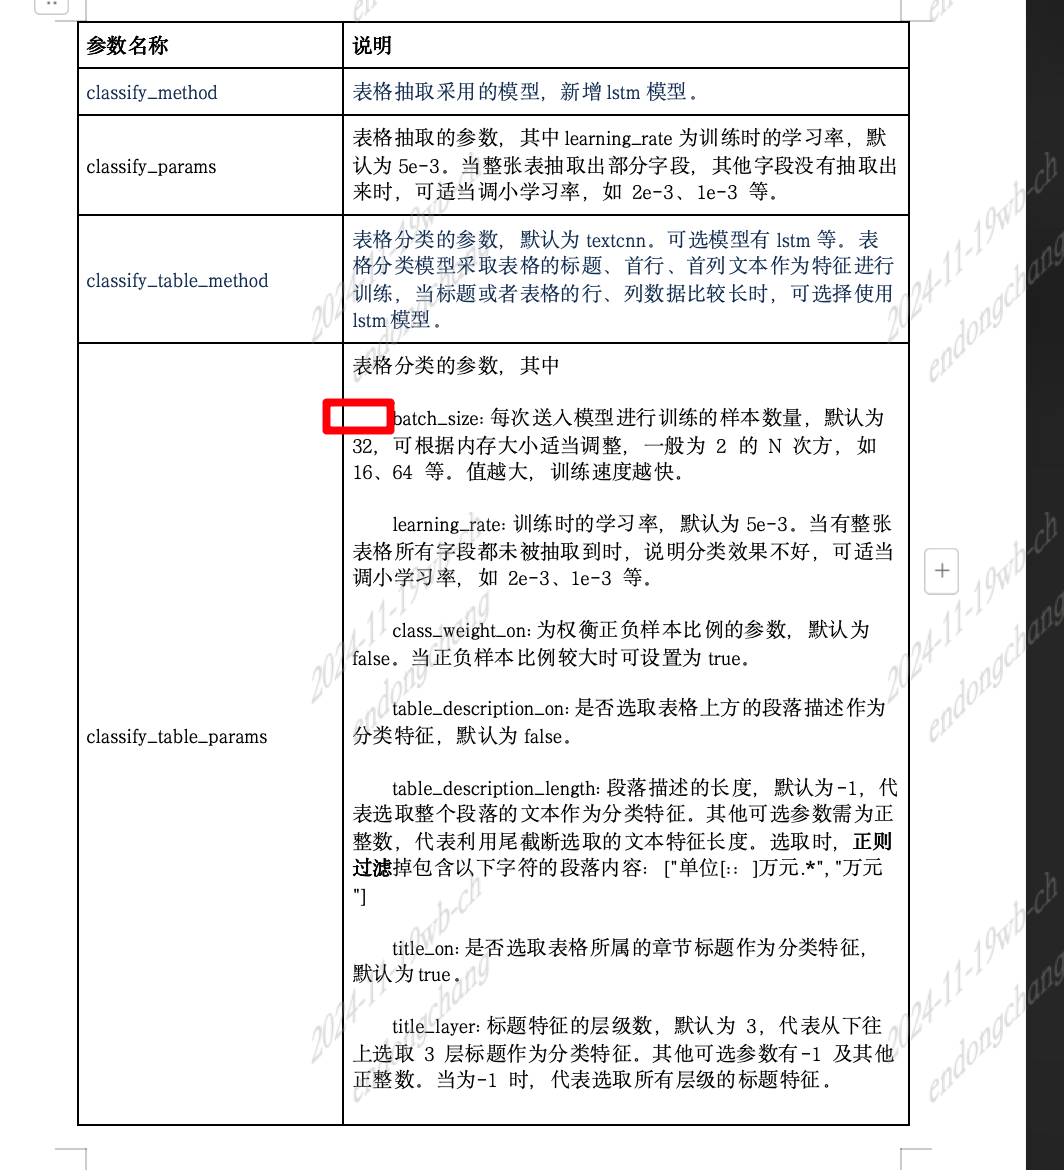 参数名称
说明
classify_method
表格抽取采用的模型，新增 lstm 模型。
classify_params
表格抽取的参数，其中 learning_rate 为训练时的学习率，默
认为 5e-3。当整张表抽取出部分字段，其他字段没有抽取出
来时，可适当调小学习率，如 2e-3、1e-3 等。
classify_table_method
表格分类的参数，默认为 textcnn。可选模型有 lstm 等。表
格分类模型采取表格的标题、首行、首列文本作为特征进行
训练，当标题或者表格的行、列数据比较长时，可选择使用
lstm 模型。
classify_table_params
表格分类的参数，其中
batch_size: 每次送入模型进行训练的样本数量，默认为
32，可根据内存大小适当调整，一般为 2 的 N 次方，如
16、64 等。值越大，训练速度越快。
learning_rate: 训练时的学习率，默认为 5e-3。当有整张
表格所有字段都未被抽取到时，说明分类效果不好，可适当
调小学习率，如 2e-3、1e-3 等。
class_weight_on: 为权衡正负样本比例的参数，默认为
false。当正负样本比例较大时可设置为 true。
table_description_on: 是否选取表格上方的段落描述作为
分类特征，默认为 false。
table_description_length: 段落描述的长度，默认为-1，代
表选取整个段落的文本作为分类特征。其他可选参数需为正
整数，代表利用尾截断选取的文本特征长度。选取时，正则
过滤掉包含以下字符的段落内容：["单位[:： ]万元.*","万元
"]
title_on: 是否选取表格所属的章节标题作为分类特征，
默认为 true。
title_layer: 标题特征的层级数，默认为 3，代表从下往
上选取 3 层标题作为分类特征。其他可选参数有-1 及其他
正整数。当为-1 时，代表选取所有层级的标题特征。
2024-11-19wb-ch
endongchang
2024-11-19wb-ch
endongchang
2024-11-19wb-ch
endongchang
2024-11-19wb-ch
endongchang
2024-11-19wb-ch
endongchang
2024-11-19wb-ch
endongchang